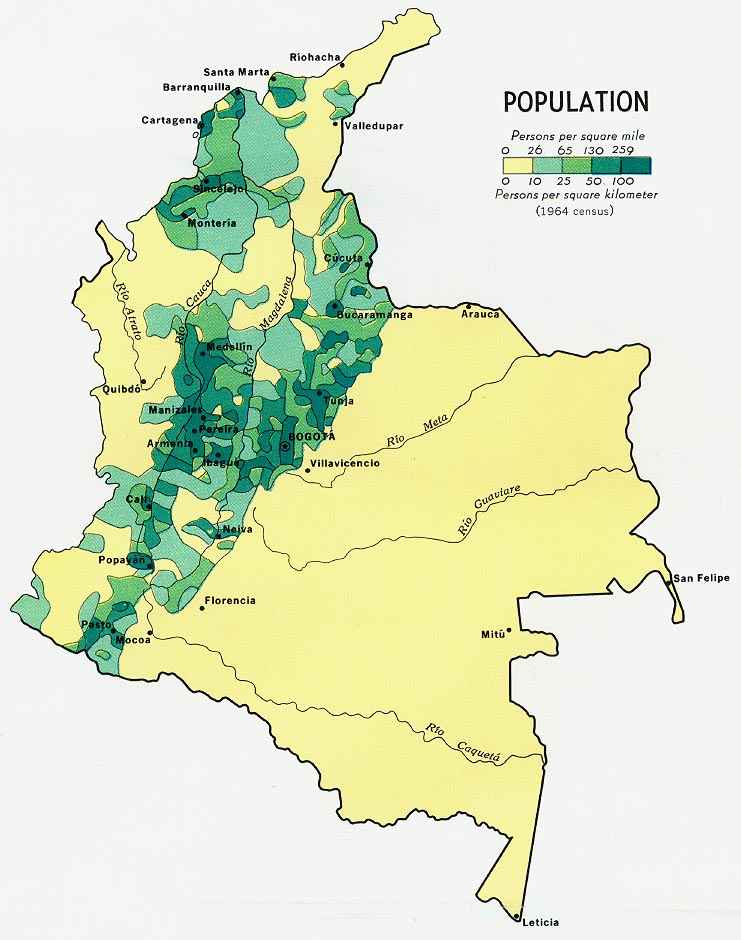 Ríohacha
Santa Marta
Barranquilla
POPULATION
Cartagena
Valledupar
Persons per square mile
0 26 65 130 259
0 10 25 50 100
Persons per square kilometer
(1964 census)
Sincelejo
Montería
Cúcuta
Río Atrato
Río Cauca
Río Magdalena
Bucaramanga
Arauca
Medellín
Quibdó
Tunja
Manizales
Pereira
Río Meta
Armenia
BOGOTÁ
Ibagué
Villavicencio
Cali
Río Guaviare
Neiva
Popayán
San Felipe
Florencia
Pasto
Mocoa
Mitú
Río Caquetá
Leticia